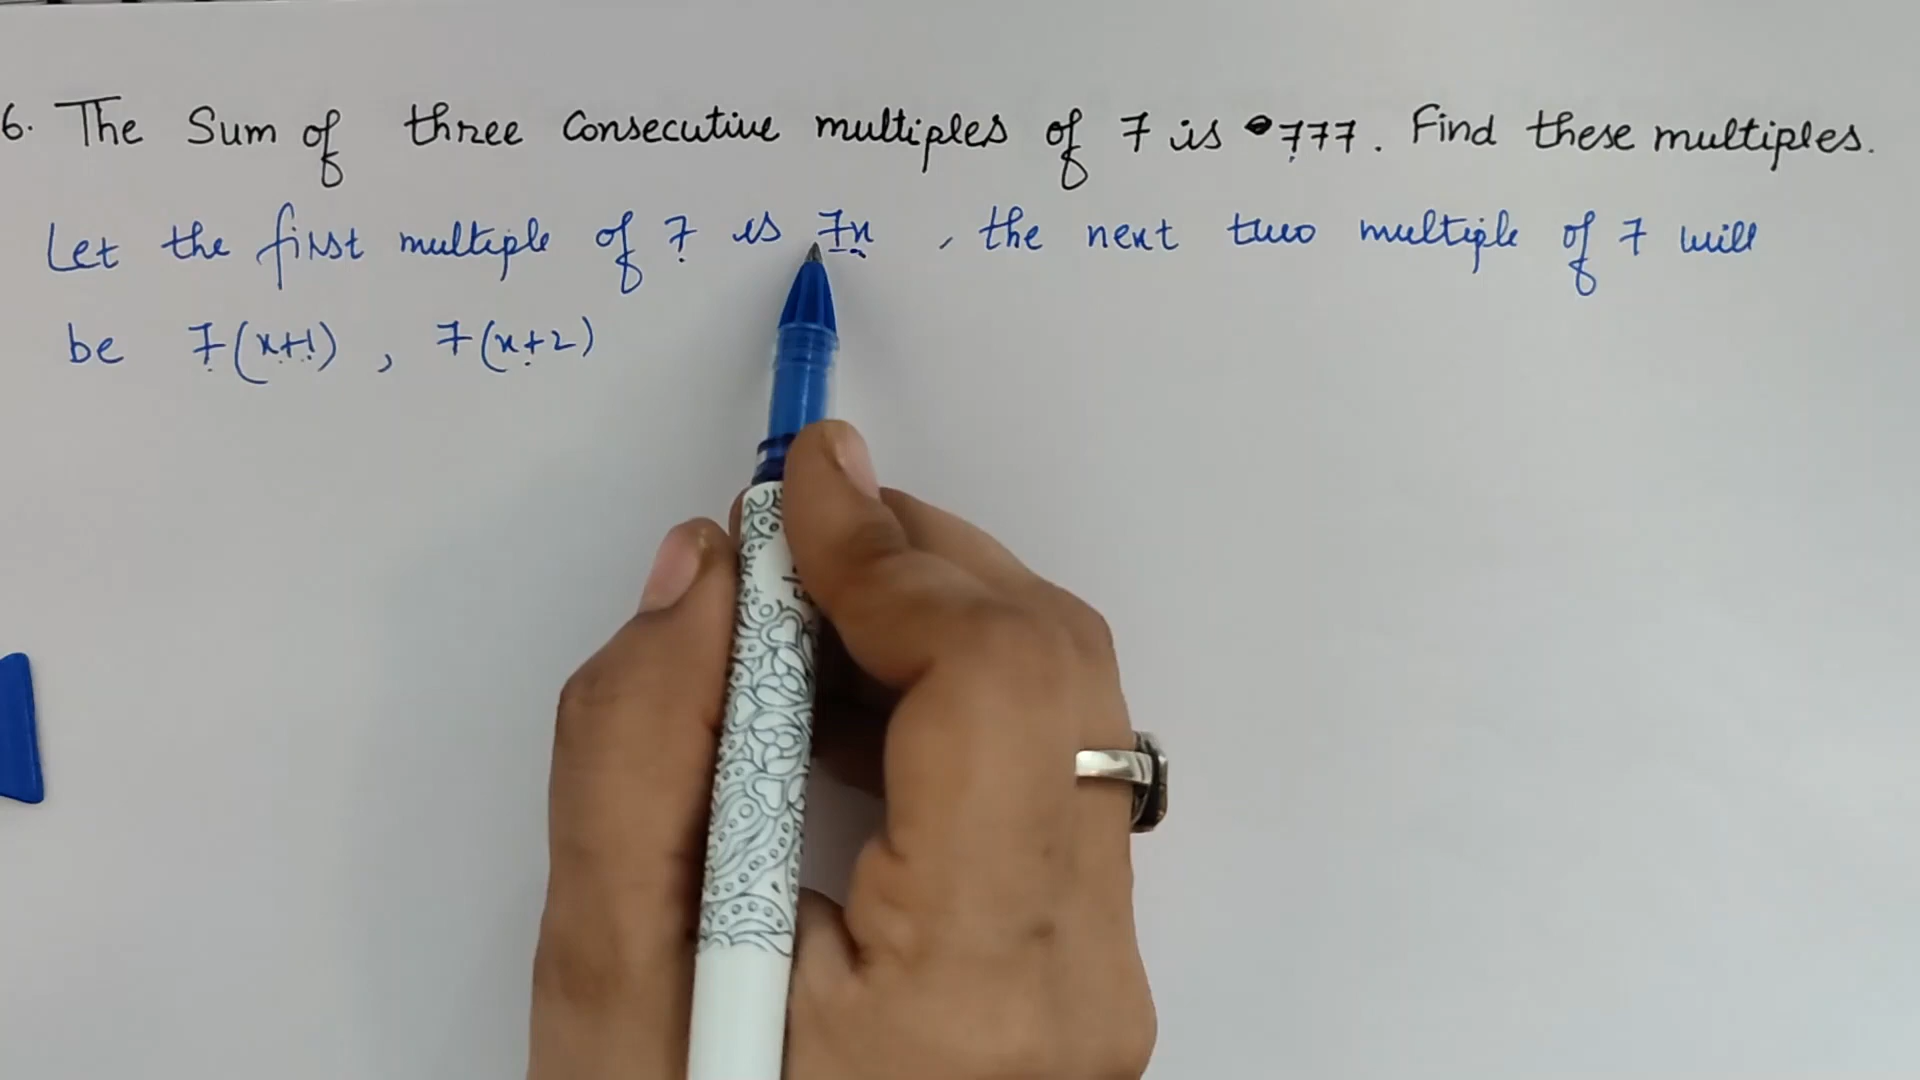 6. The Sum of three Consecutive multiples of 7 is 777. Find these multiples.
Let the first multiple of 7 is 7x, the next two multiple of 7 will
be 7(x+1), 7(x+2)